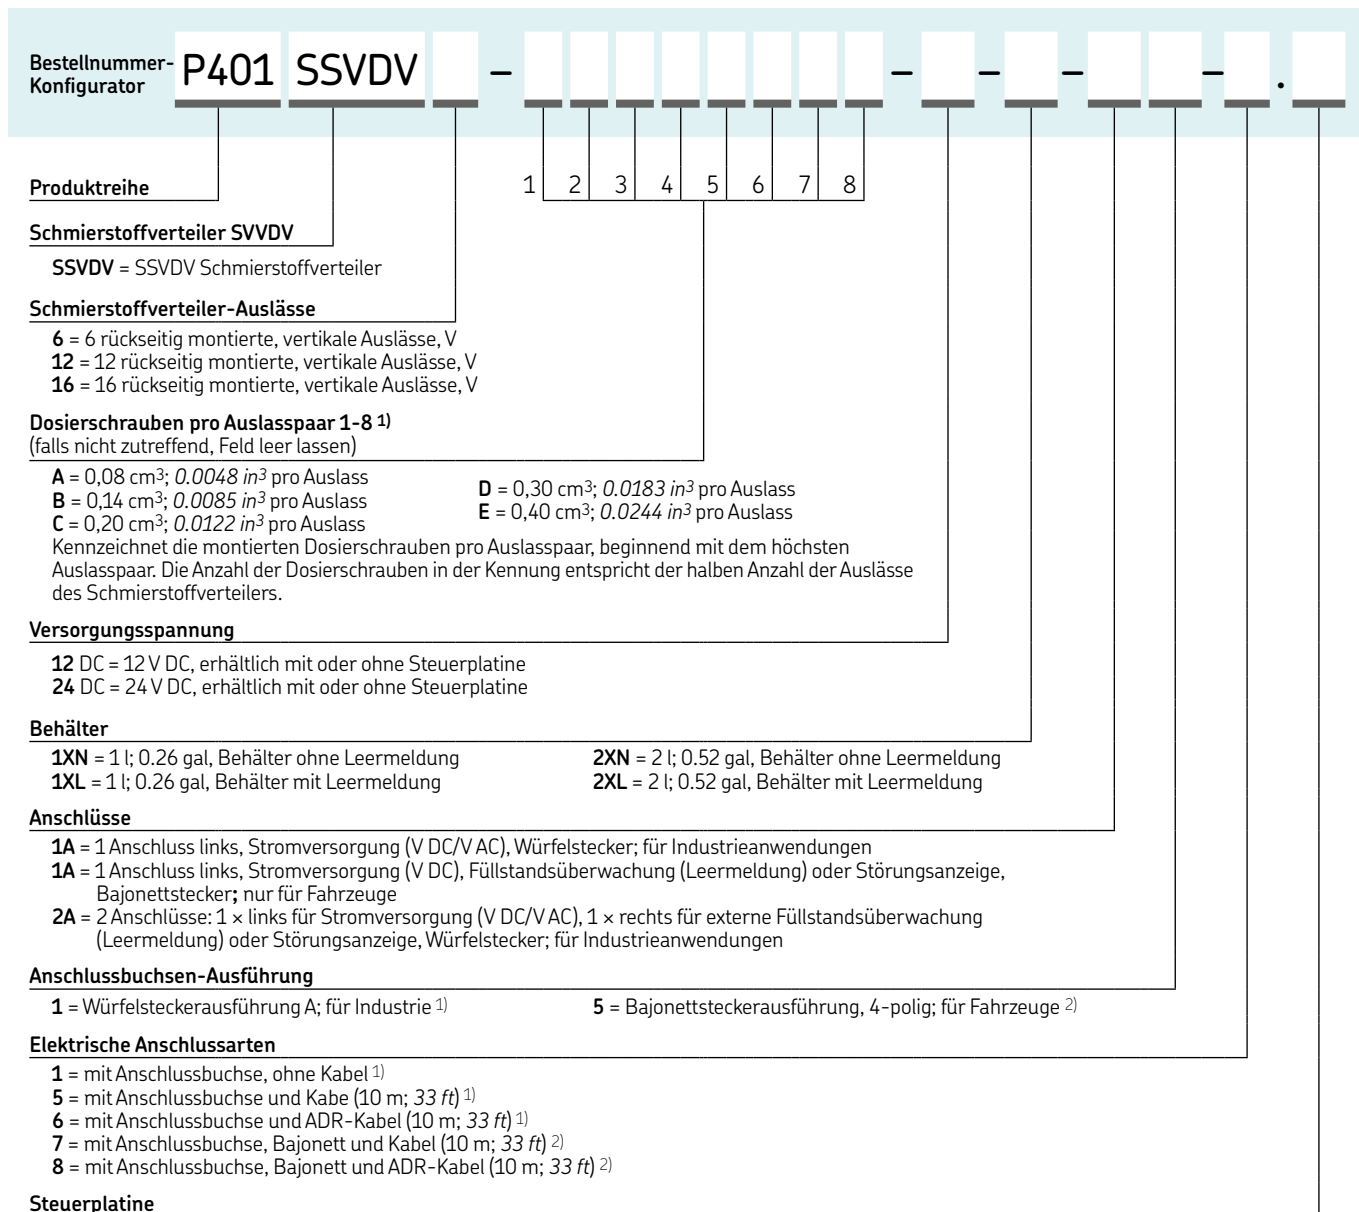 Bestellnummer-
Konfigurator
P401 SSVDV – – – – – .
Produktreihe
1 2 3 4 5 6 7 8
Schmierstoffverteiler SVVDV
SSVDV = SSVDV Schmierstoffverteiler
Schmierstoffverteiler-Auslässe
6 = 6 rückseitig montierte, vertikale Auslässe, V
12 = 12 rückseitig montierte, vertikale Auslässe, V
16 = 16 rückseitig montierte, vertikale Auslässe, V
Dosierschrauben pro Auslasspaar 1-8 1)
(falls nicht zutreffend, Feld leer lassen)
A = 0,08 cm3; 0.0048 in3 pro Auslass
B = 0,14 cm3; 0.0085 in3 pro Auslass
C = 0,20 cm3; 0.0122 in3 pro Auslass
D = 0,30 cm3; 0.0183 in3 pro Auslass
E = 0,40 cm3; 0.0244 in3 pro Auslass
Kennzeichnet die montierten Dosierschrauben pro Auslasspaar, beginnend mit dem höchsten
Auslasspaar. Die Anzahl der Dosierschrauben in der Kennung entspricht der halben Anzahl der Auslässe
des Schmierstoffverteilers.
Versorgungsspannung
12 DC = 12 V DC, erhältlich mit oder ohne Steuerplatine
24 DC = 24 V DC, erhältlich mit oder ohne Steuerplatine
Behälter
1XN = 1 l; 0.26 gal, Behälter ohne Leermeldung
1XL = 1 l; 0.26 gal, Behälter mit Leermeldung
2XN = 2 l; 0.52 gal, Behälter ohne Leermeldung
2XL = 2 l; 0.52 gal, Behälter mit Leermeldung
Anschlüsse
1A = 1 Anschluss links, Stromversorgung (V DC/V AC), Würfelstecker; für Industrieanwendungen
1A = 1 Anschluss links, Stromversorgung (V DC), Füllstandsüberwachung (Leermeldung) oder Störungsanzeige,
Bajonettstecker; nur für Fahrzeuge
2A = 2 Anschlüsse: 1 × links für Stromversorgung (V DC/V AC), 1 × rechts für externe Füllstandsüberwachung
(Leermeldung) oder Störungsanzeige, Würfelstecker; für Industrieanwendungen
Anschlussbuchsen-Ausführung
1 = Würfelsteckerausführung A; für Industrie 1)
5 = Bajonettsteckerausführung, 4-polig; für Fahrzeuge 2)
Elektrische Anschlussarten
1 = mit Anschlussbuchse, ohne Kabel 1)
5 = mit Anschlussbuchse und Kabe (10 m; 33 ft) 1)
6 = mit Anschlussbuchse und ADR-Kabel (10 m; 33 ft) 1)
7 = mit Anschlussbuchse, Bajonett und Kabel (10 m; 33 ft) 2)
8 = mit Anschlussbuchse, Bajonett und ADR-Kabel (10 m; 33 ft) 2)
Steuerplatine